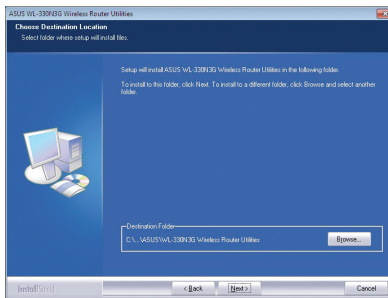 ASUS WL-330N3G Wireless Router Utilities
Choose Destination Location
Select folder where setup will install files.
Setup will install ASUS WL-330N3G Wireless Router Utilities in the following folder.
To install to this folder, click Next. To install to a different folder, click Browse and select another
folder.
Destination Folder
C:\...\ASUS\WL-330N3G Wireless Router Utilities
Browse...
InstallShield
< Back
Next >
Cancel